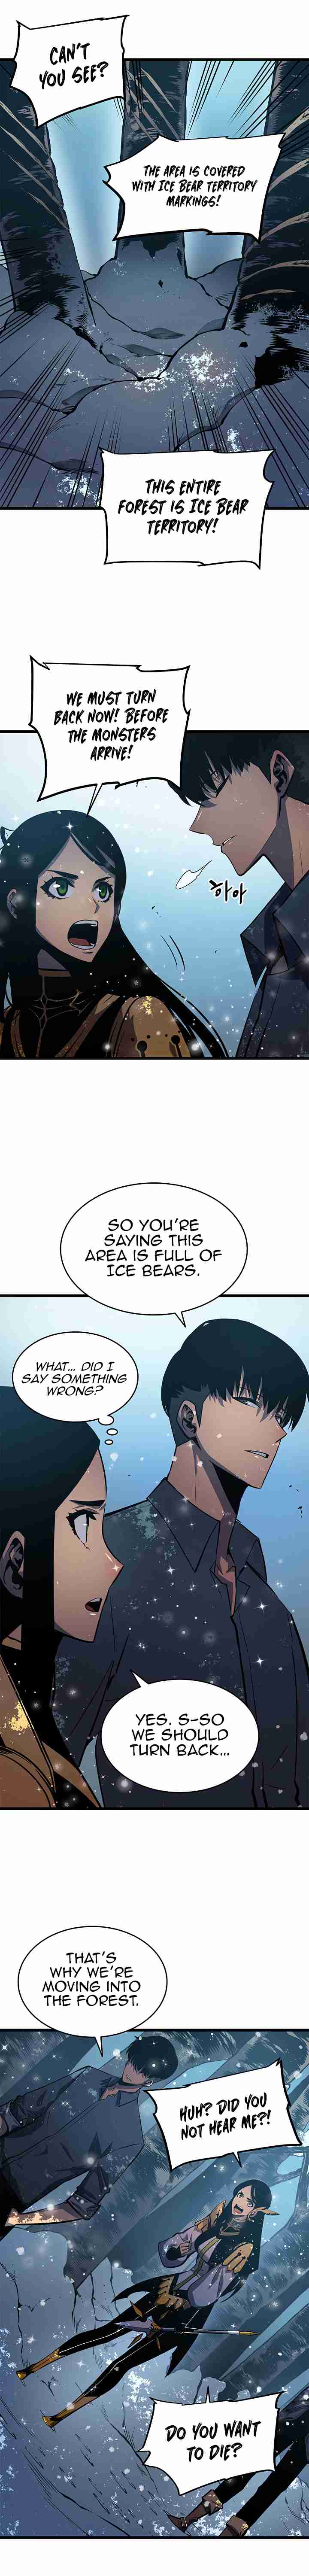 CAN'T
YOU SEE?
THE AREA IS COVERED
WITH ICE BEAR TERRITORY
MARKINGS!
THIS ENTIRE
FOREST IS ICE BEAR
TERRITORY!
WE MUST TURN
BACK NOW! BEFORE
THE MONSTERS
ARRIVE!
하아
SO YOU'RE
SAYING THIS
AREA IS FULL OF
ICE BEARS.
WHAT... DID I
SAY SOMETHING
WRONG?
YES, S-SO
WE SHOULD
TURN BACK...
THAT'S
WHY WE'RE
MOVING INTO
THE FOREST.
HUH? DID YOU
NOT HEAR ME?!
DO YOU WANT
TO DIE?